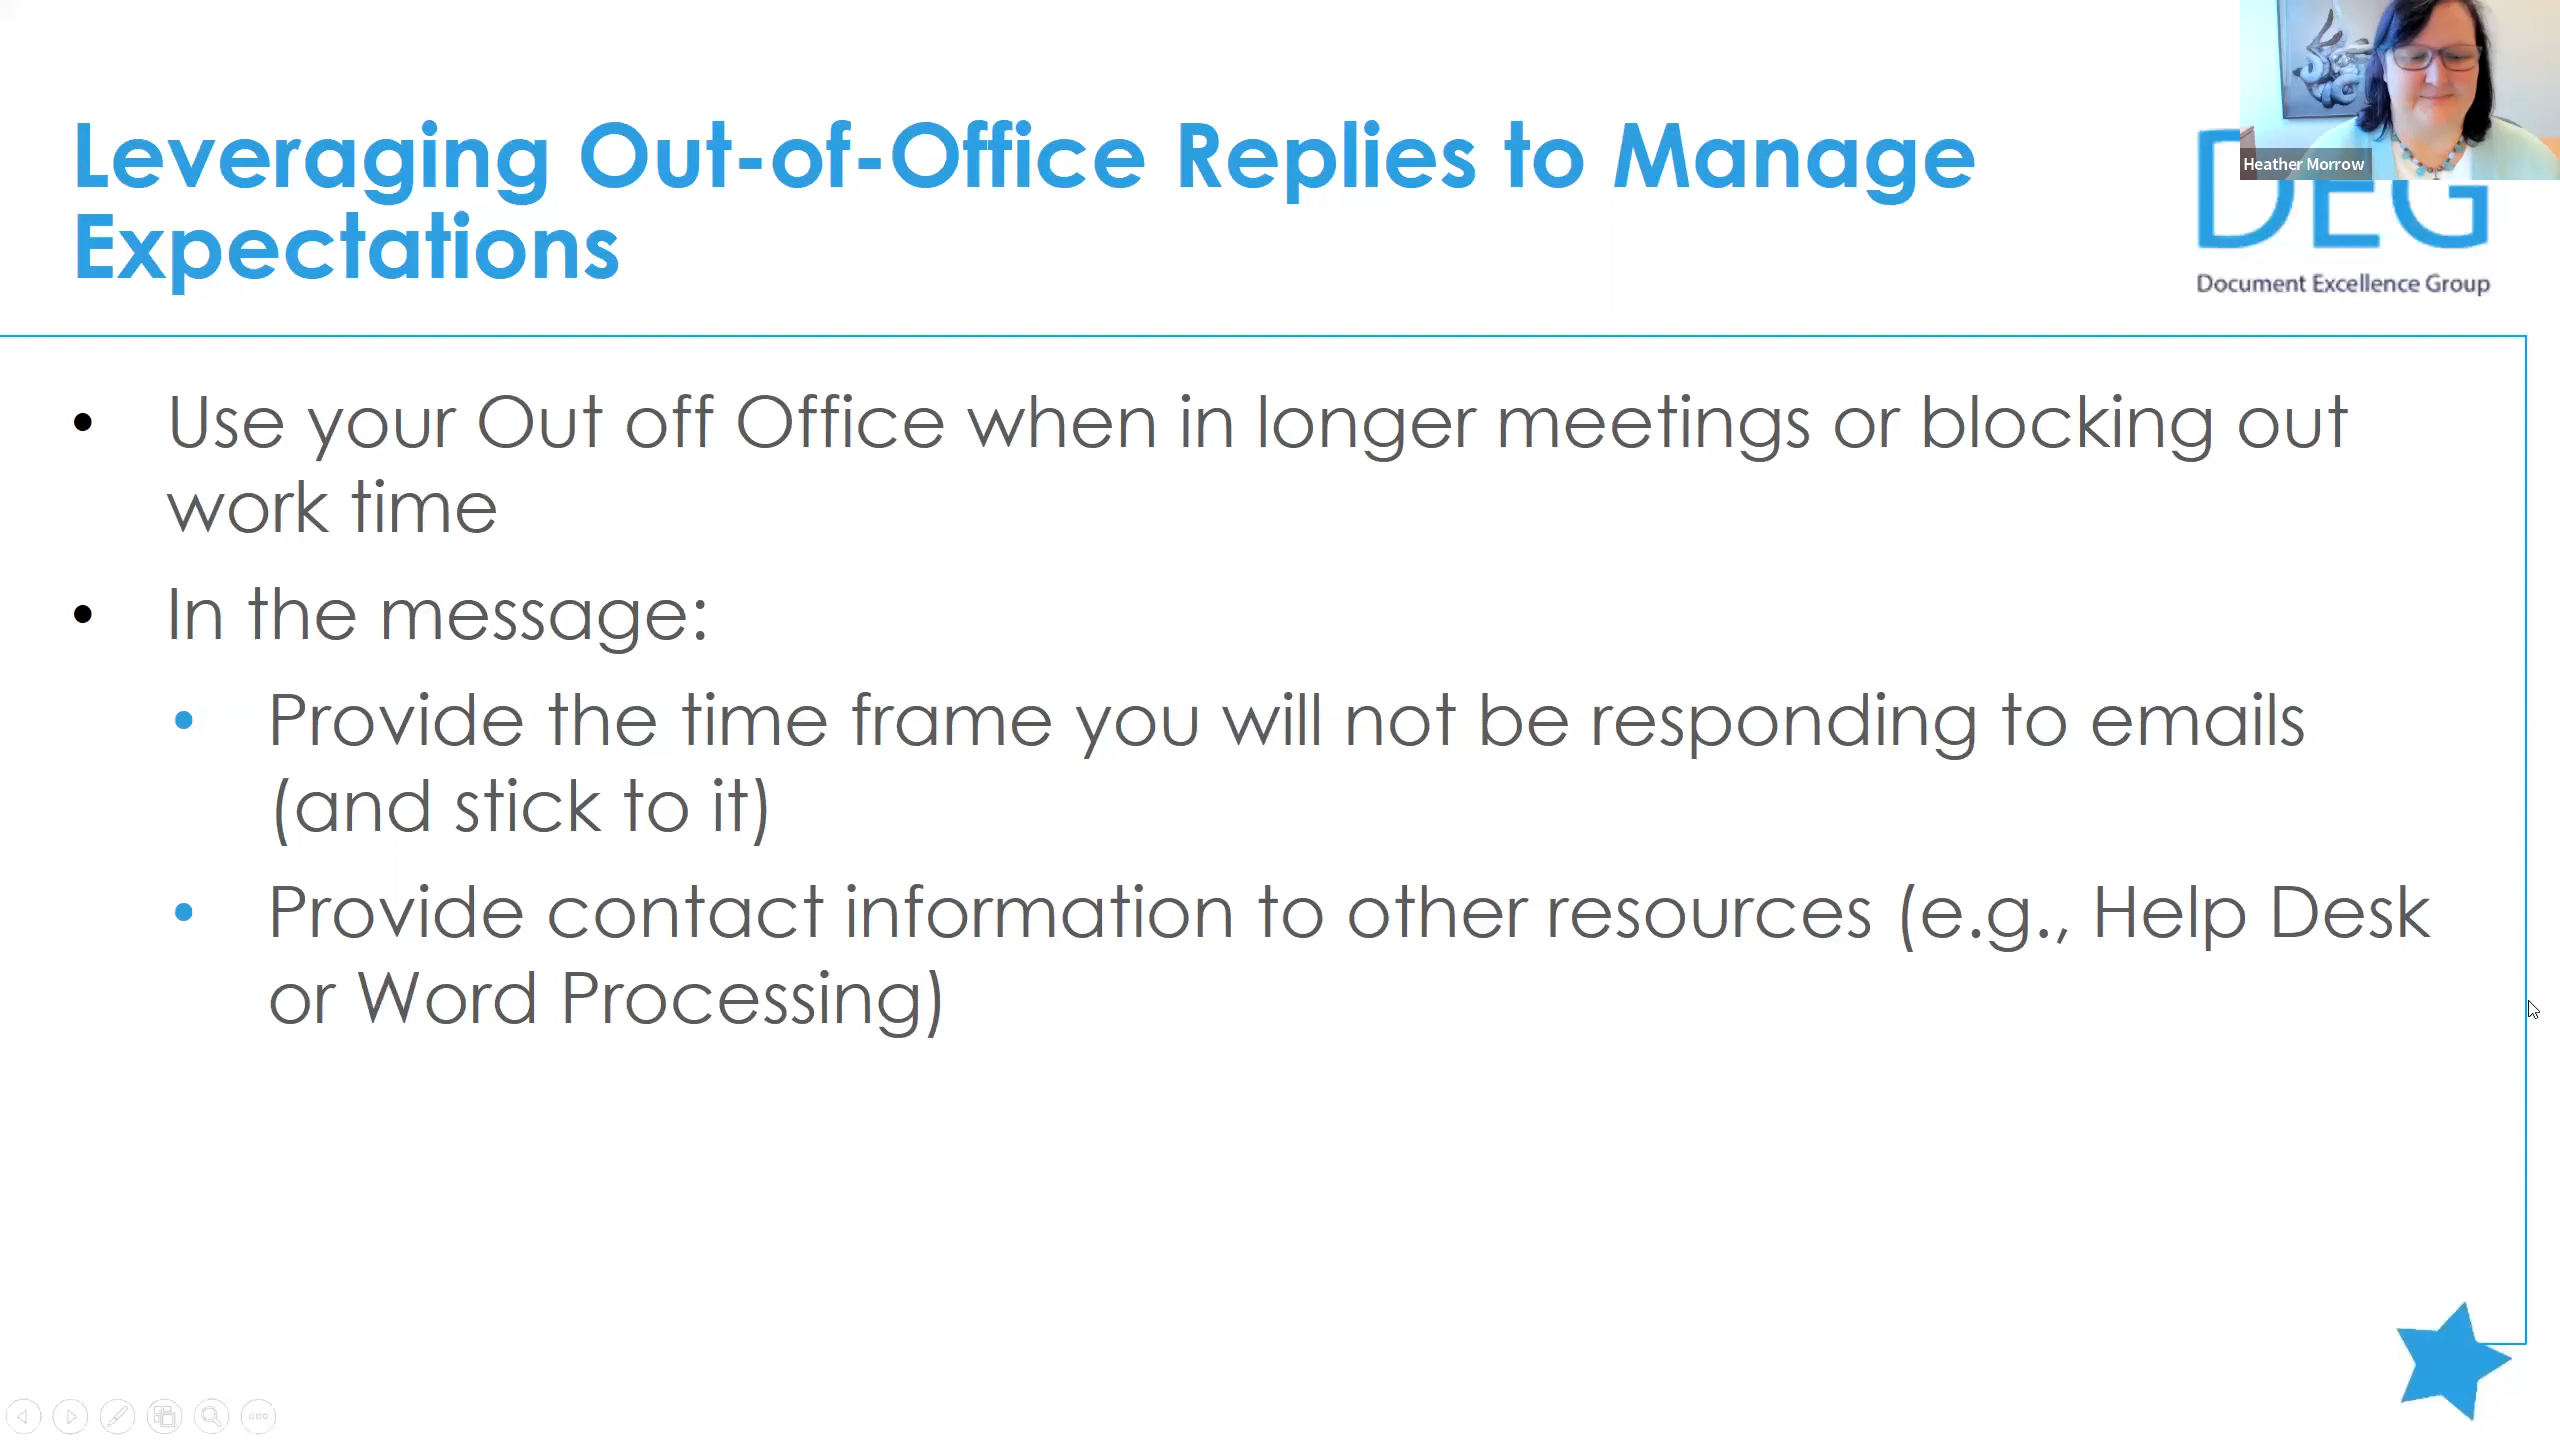 Leveraging Out-of-Office Replies to Manage
Expectations
Heather Morrow
DEG
Document Excellence Group
• Use your Out off Office when in longer meetings or blocking out
work time
• In the message:
• Provide the time frame you will not be responding to emails
(and stick to it)
• Provide contact information to other resources (e.g., Help Desk
or Word Processing)